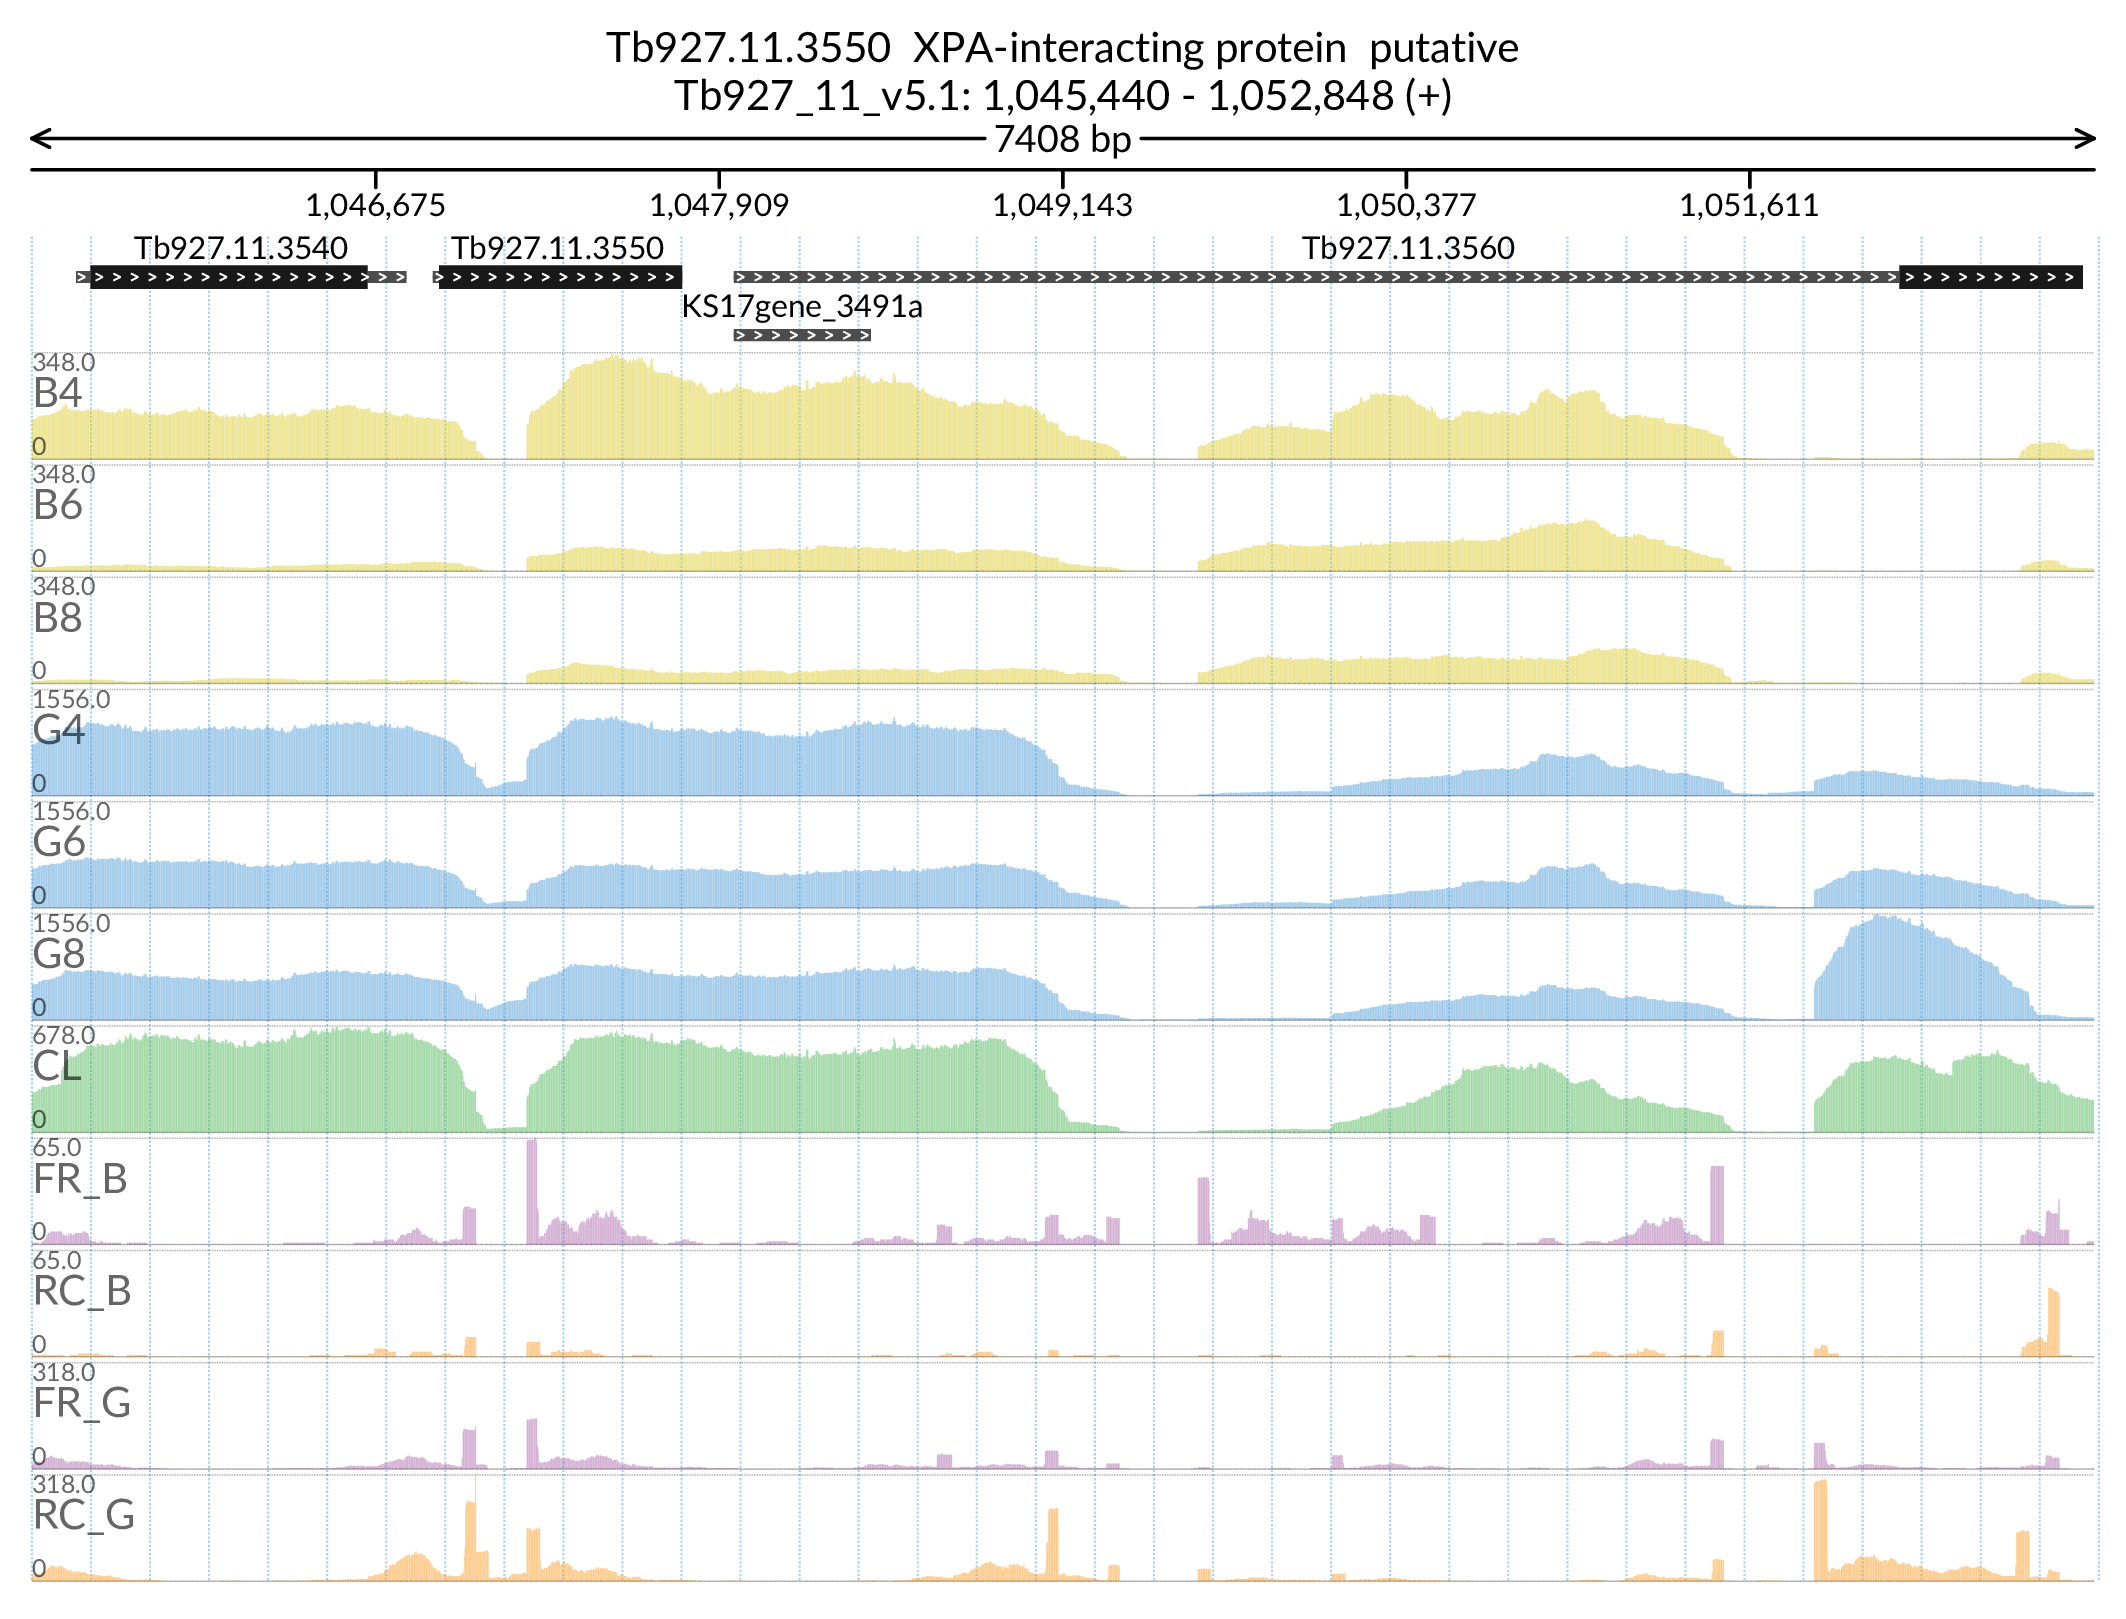 Tb927.11.3550  XPA-interacting protein  putative
Tb927_11_v5.1: 1,045,440 - 1,052,848 (+)
7408 bp
1,046,675 1,047,909 1,049,143 1,050,377 1,051,611
Tb927.11.3540 Tb927.11.3550 Tb927.11.3560
KS17gene_3491a
348.0
B4
0
348.0
B6
0
348.0
B8
0
1556.0
G4
0
1556.0
G6
0
1556.0
G8
0
678.0
CL
0
65.0
FR_B
0
65.0
RC_B
0
318.0
FR_G
0
318.0
RC_G
0